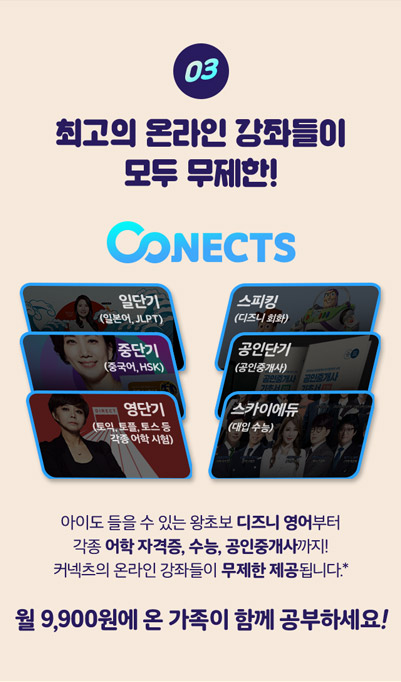 03
최고의 온라인 강좌들이
모두 무제한!
CONECTS
일단기
(일본어, JLPT)
스피킹
(디즈니 회화)
중단기
(중국어, HSK)
공인단기
(공인중개사)
영단기
(토익, 토플, 토스 등
각종 어학 시험)
스카이에듀
(대입 수능)
아이도 들을 수 있는 왕초보 디즈니 영어부터
각종 어학 자격증, 수능, 공인중개사까지!
커넥츠의 온라인 강좌들이 무제한 제공됩니다.*
월 9,900원에 온 가족이 함께 공부하세요!